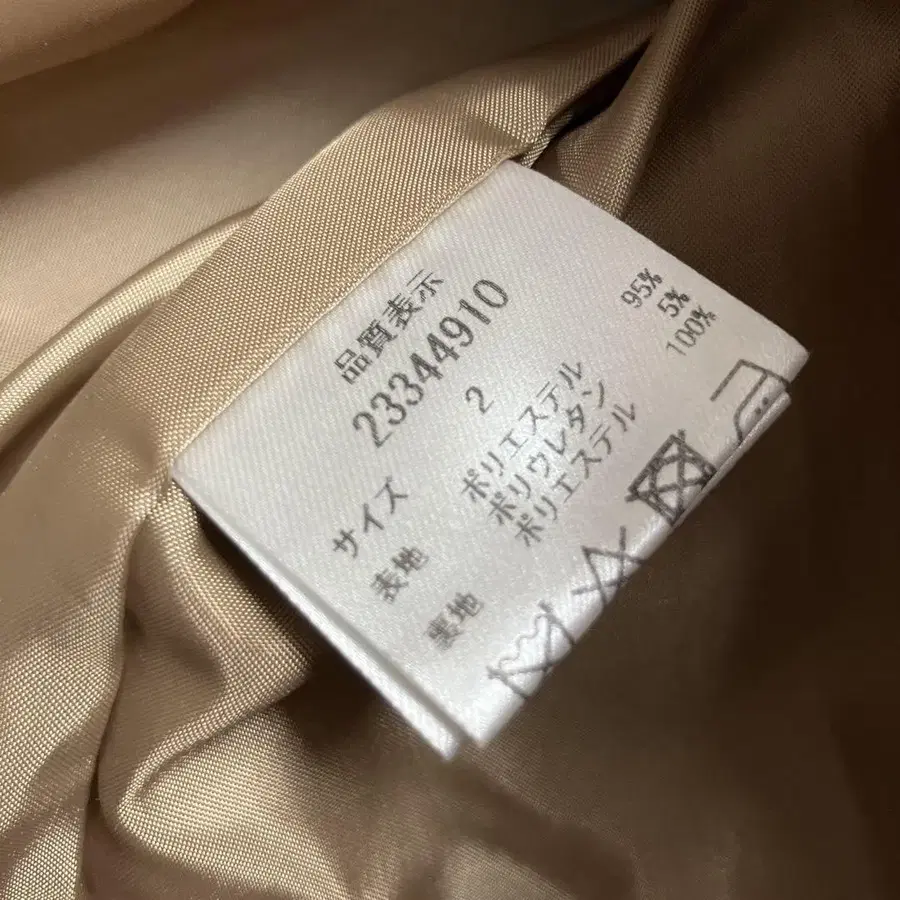 品質表示
23344910
サイズ 2
表地 ポリエステル 95%
ポリウレタン 5%
裏地 ポリエステル 100%